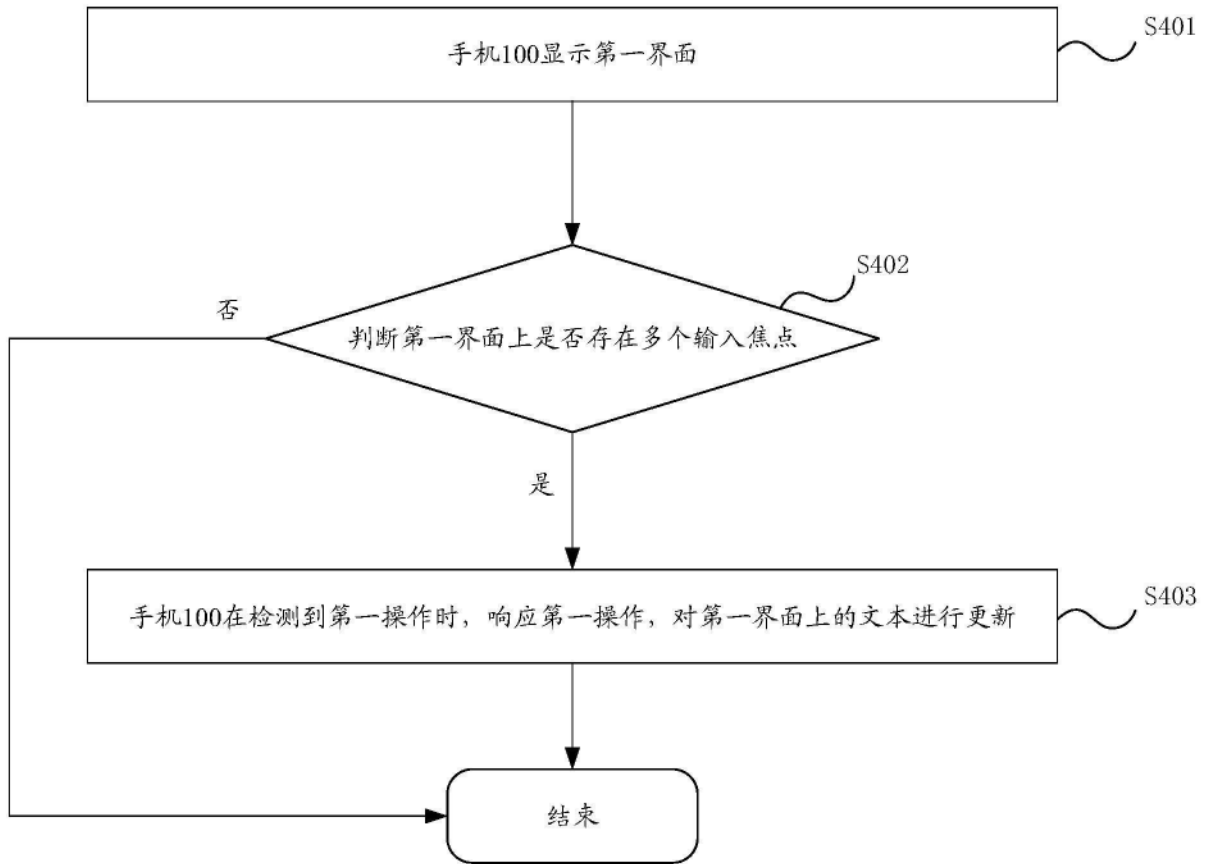 手机100显示第一界面
S401
S402
否
判断第一界面上是否存在多个输入焦点
是
手机100在检测到第一操作时，响应第一操作，对第一界面上的文本进行更新
S403
结束